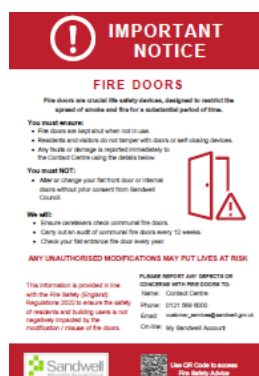 IMPORTANT
NOTICE
FIRE DOORS
Fire doors are crucial life safety devices, designed to restrict the
spread of smoke and fire for a substantial period of time.
You must ensure:
• Fire doors are kept shut when not in use.
• Residents and visitors do not tamper with doors or self-closing devices.
• Any faults or damage is reported immediately to
the Contact Centre using the details below.
You must NOT:
• Alter or change your flat front door or internal
doors without prior consent from Sandwell
Council.
We will:
• Ensure caretakers check communal fire doors.
• Carry out an audit of communal fire doors every 12 weeks.
• Check your flat entrance fire door every year.
ANY UNAUTHORISED MODIFICATIONS MAY PUT LIVES AT RISK
This information is provided in line
with the Fire Safety (England)
Regulations 2022 to ensure the safety
of residents and building users is not
negatively impacted by the
modification / misuse of fire doors.
PLEASE REPORT ANY DEFECTS OR
CONCERNS WITH FIRE DOORS TO:
Name: Contact Centre
Phone: 0121 569 6000
Email: customer_services@sandwell.gov.uk
On-line: My Sandwell Account
Sandwell
Use QR Code to access
Fire Safety Advice